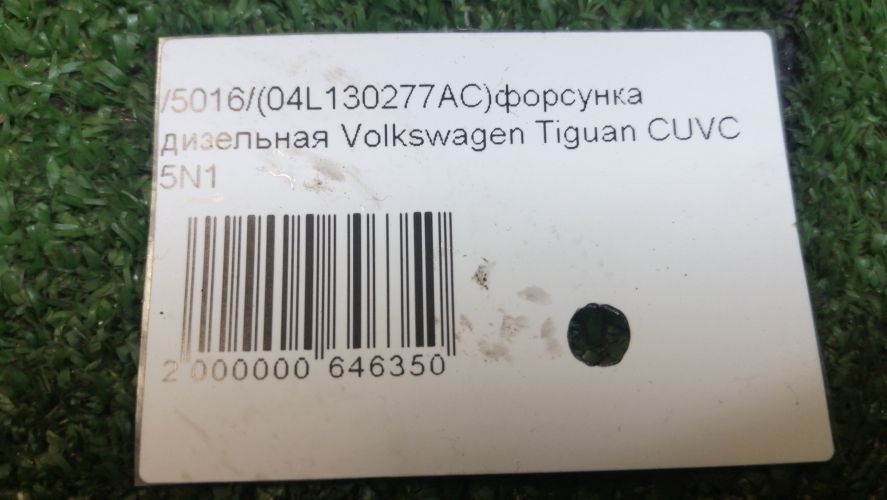 /5016/(04L130277AC)форсунка
дизельная Volkswagen Tiguan CUVC
5N1
2 000000 646350